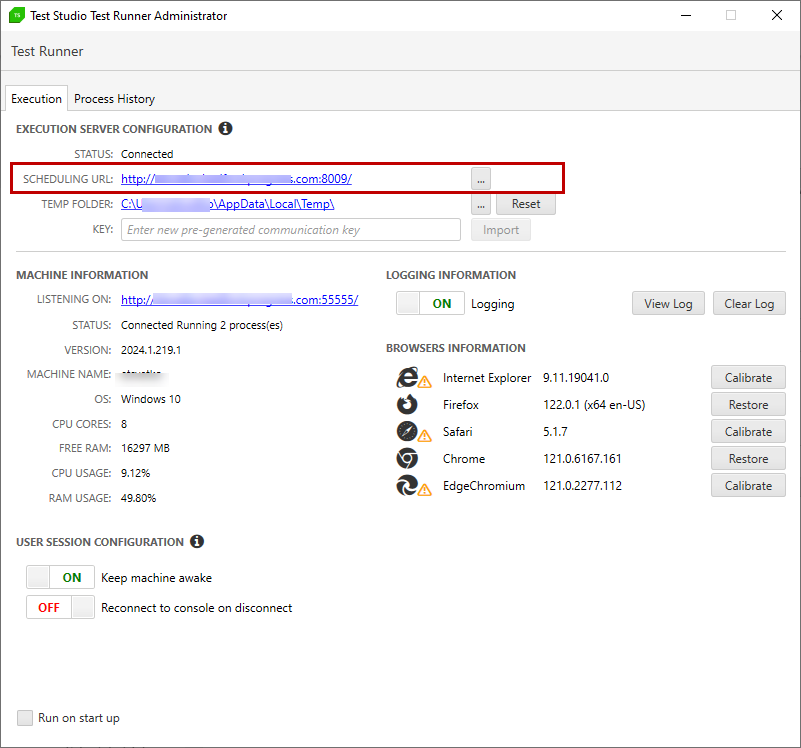 Test Studio Test Runner Administrator
Test Runner
Execution Process History
EXECUTION SERVER CONFIGURATION
STATUS: Connected
SCHEDULING URL: http:// .com:8009/ ...
TEMP FOLDER: C:\U \AppData\Local\Temp\ ... Reset
KEY: Enter new pre-generated communication key Import
MACHINE INFORMATION
LISTENING ON: http:// .com:55555/
STATUS: Connected Running 2 process(es)
VERSION: 2024.1.219.1
MACHINE NAME:
OS: Windows 10
CPU CORES: 8
FREE RAM: 16297 MB
CPU USAGE: 9.12%
RAM USAGE: 49.80%
LOGGING INFORMATION
ON Logging View Log Clear Log
BROWSERS INFORMATION
Internet Explorer 9.11.19041.0 Calibrate
Firefox 122.0.1 (x64 en-US) Restore
Safari 5.1.7 Calibrate
Chrome 121.0.6167.161 Restore
EdgeChromium 121.0.2277.112 Calibrate
USER SESSION CONFIGURATION
ON Keep machine awake
OFF Reconnect to console on disconnect
Run on start up